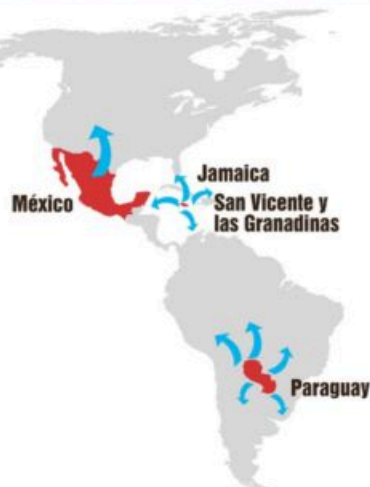 Jamaica
México
San Vicente y
las Granadinas
Paraguay